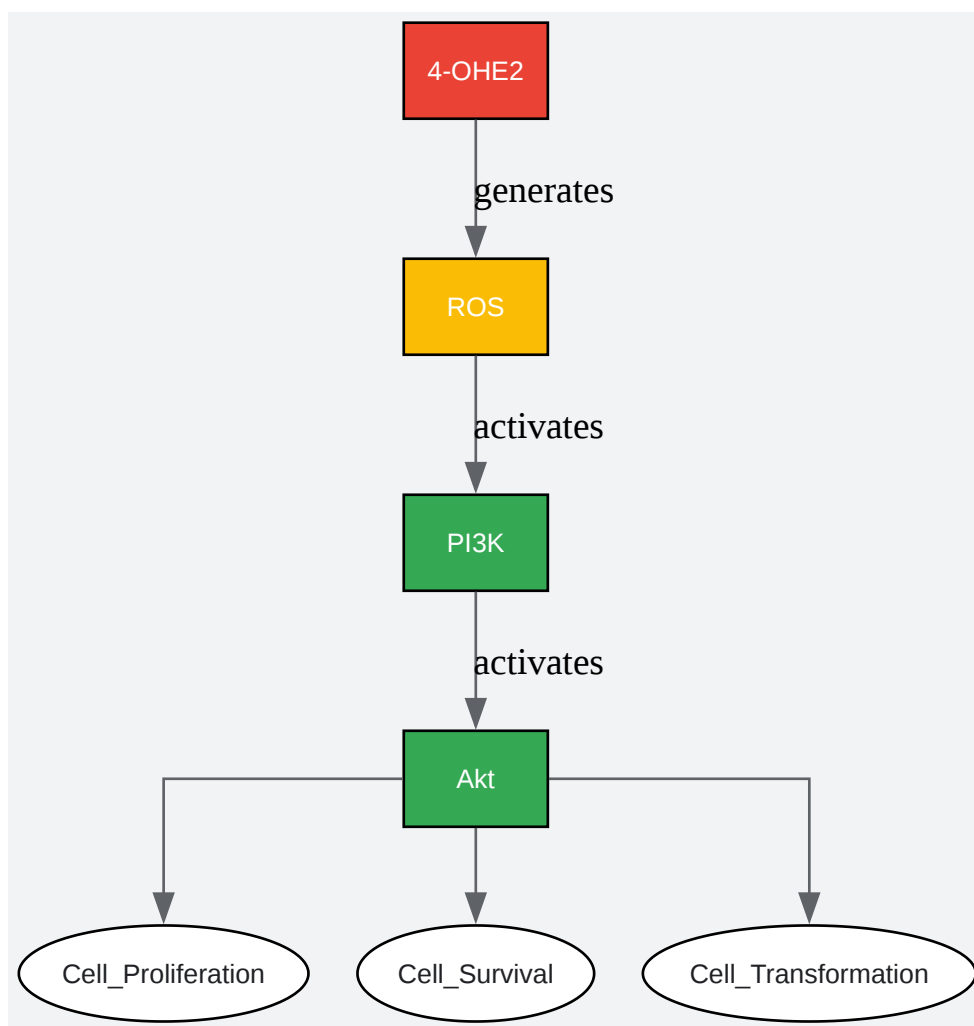 4-OHE2
generates
ROS
activates
PI3K
activates
Akt
Cell_Proliferation
Cell_Survival
Cell_Transformation